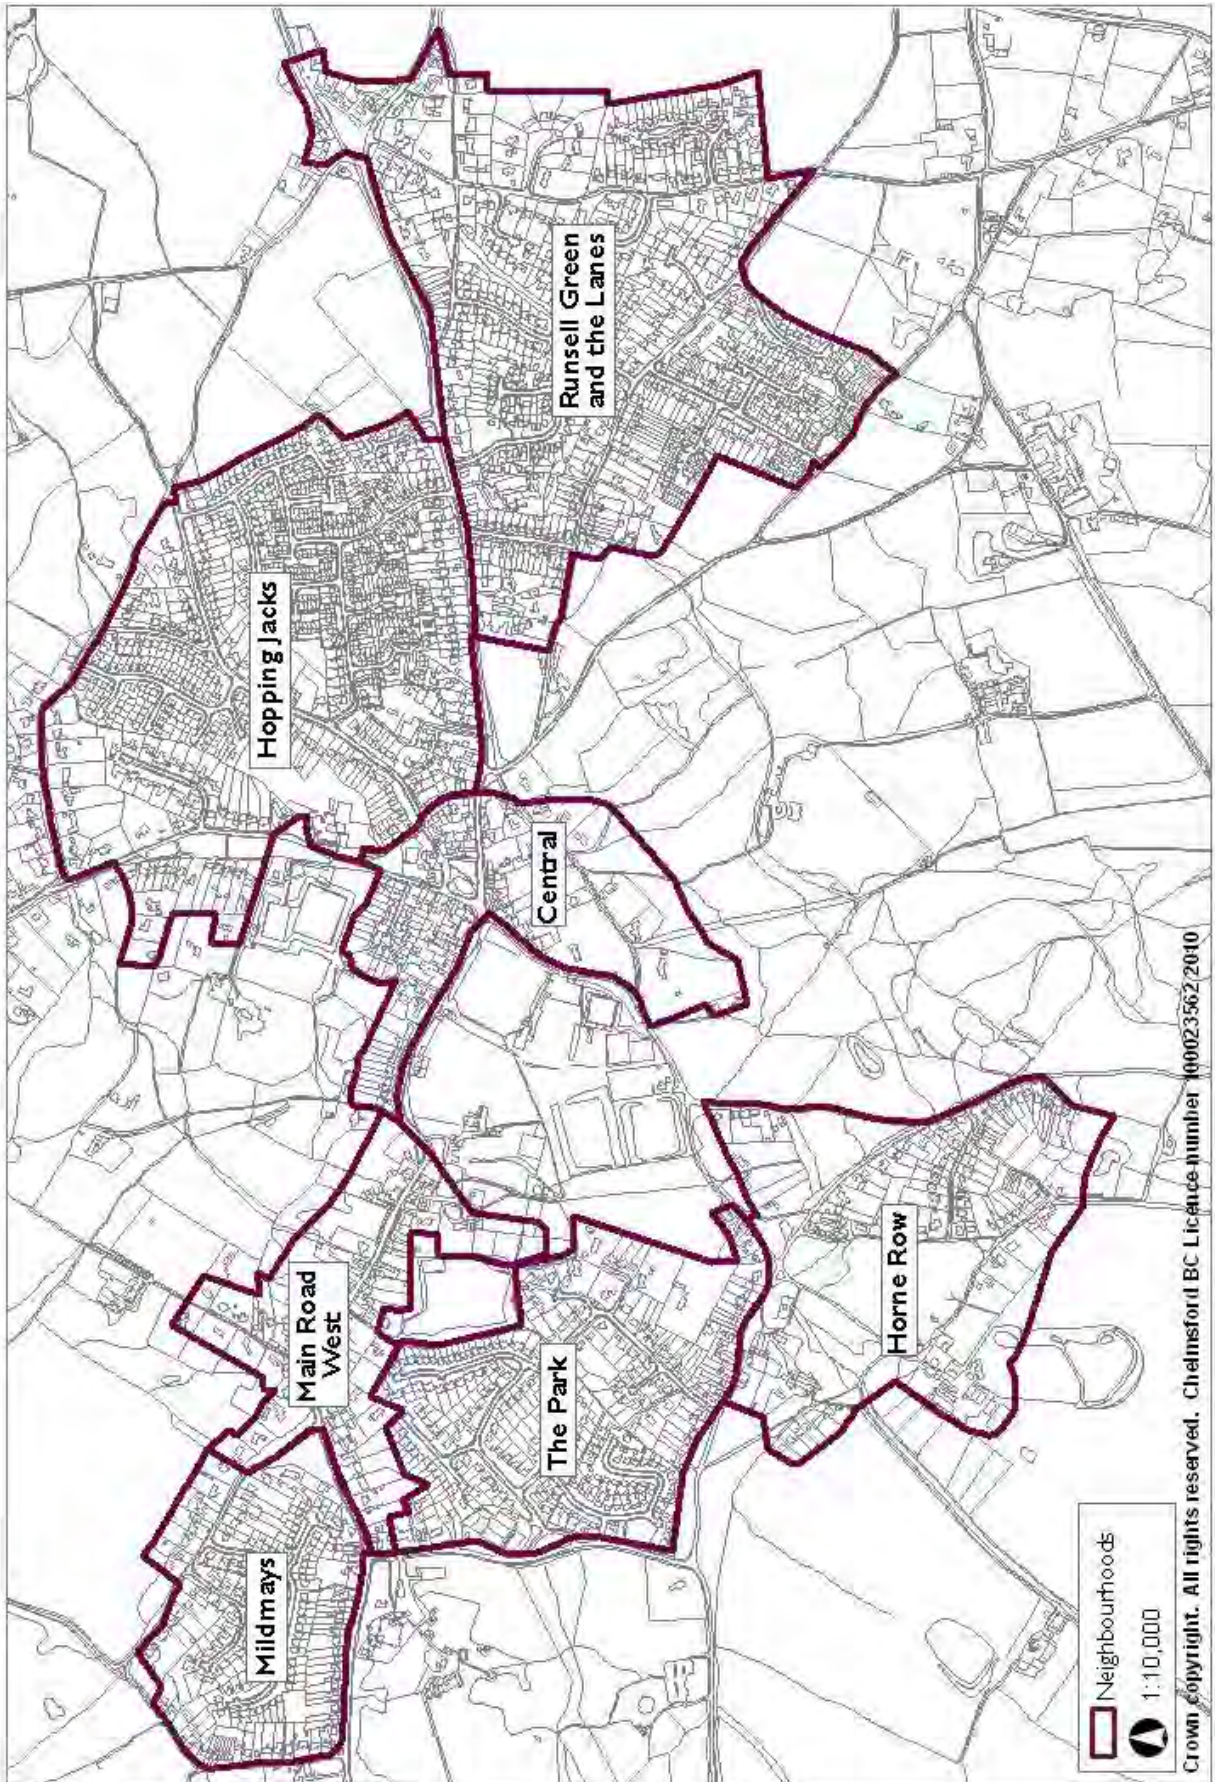 Mildmays
Hopping Jacks
Main Road
West
Central
The Park
Runsell Green
and the Lanes
Horne Row
Neighbourhoods
1:10,000
Crown copyright. All rights reserved. Chelmsford BC Licence number 100023562 2010